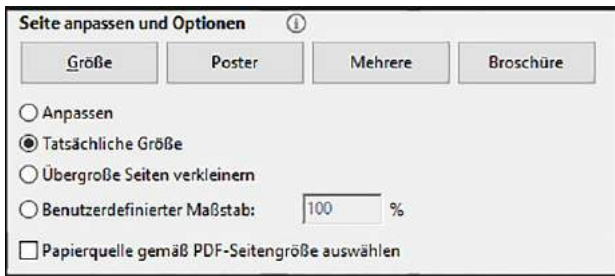 Seite anpassen und Optionen
Größe Poster Mehrere Broschüre
Anpassen
Tatsächliche Größe
Übergroße Seiten verkleinern
Benutzerdefinierter Maßstab: 100 %
Papierquelle gemäß PDF-Seitengröße auswählen